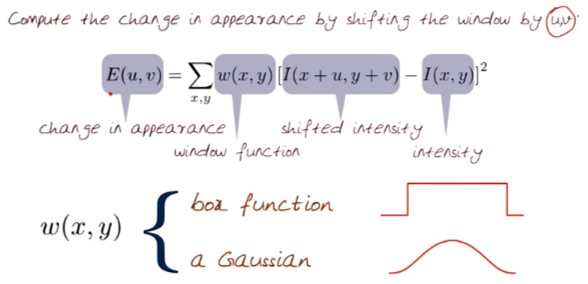 Compute the change in appearance by shifting the window by u,v
E(u, v) = ∑x,y w(x, y) [I(x + u, y + v) − I(x, y)]²
change in appearance
shifted intensity
window function
intensity
w(x, y) {
box function
a Gaussian